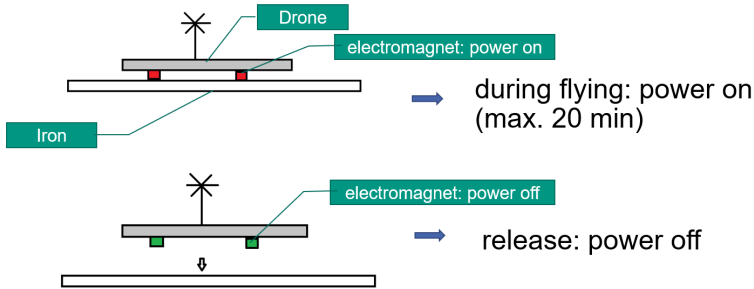 Drone
electromagnet: power on
during flying: power on
(max. 20 min)
Iron
electromagnet: power off
release: power off